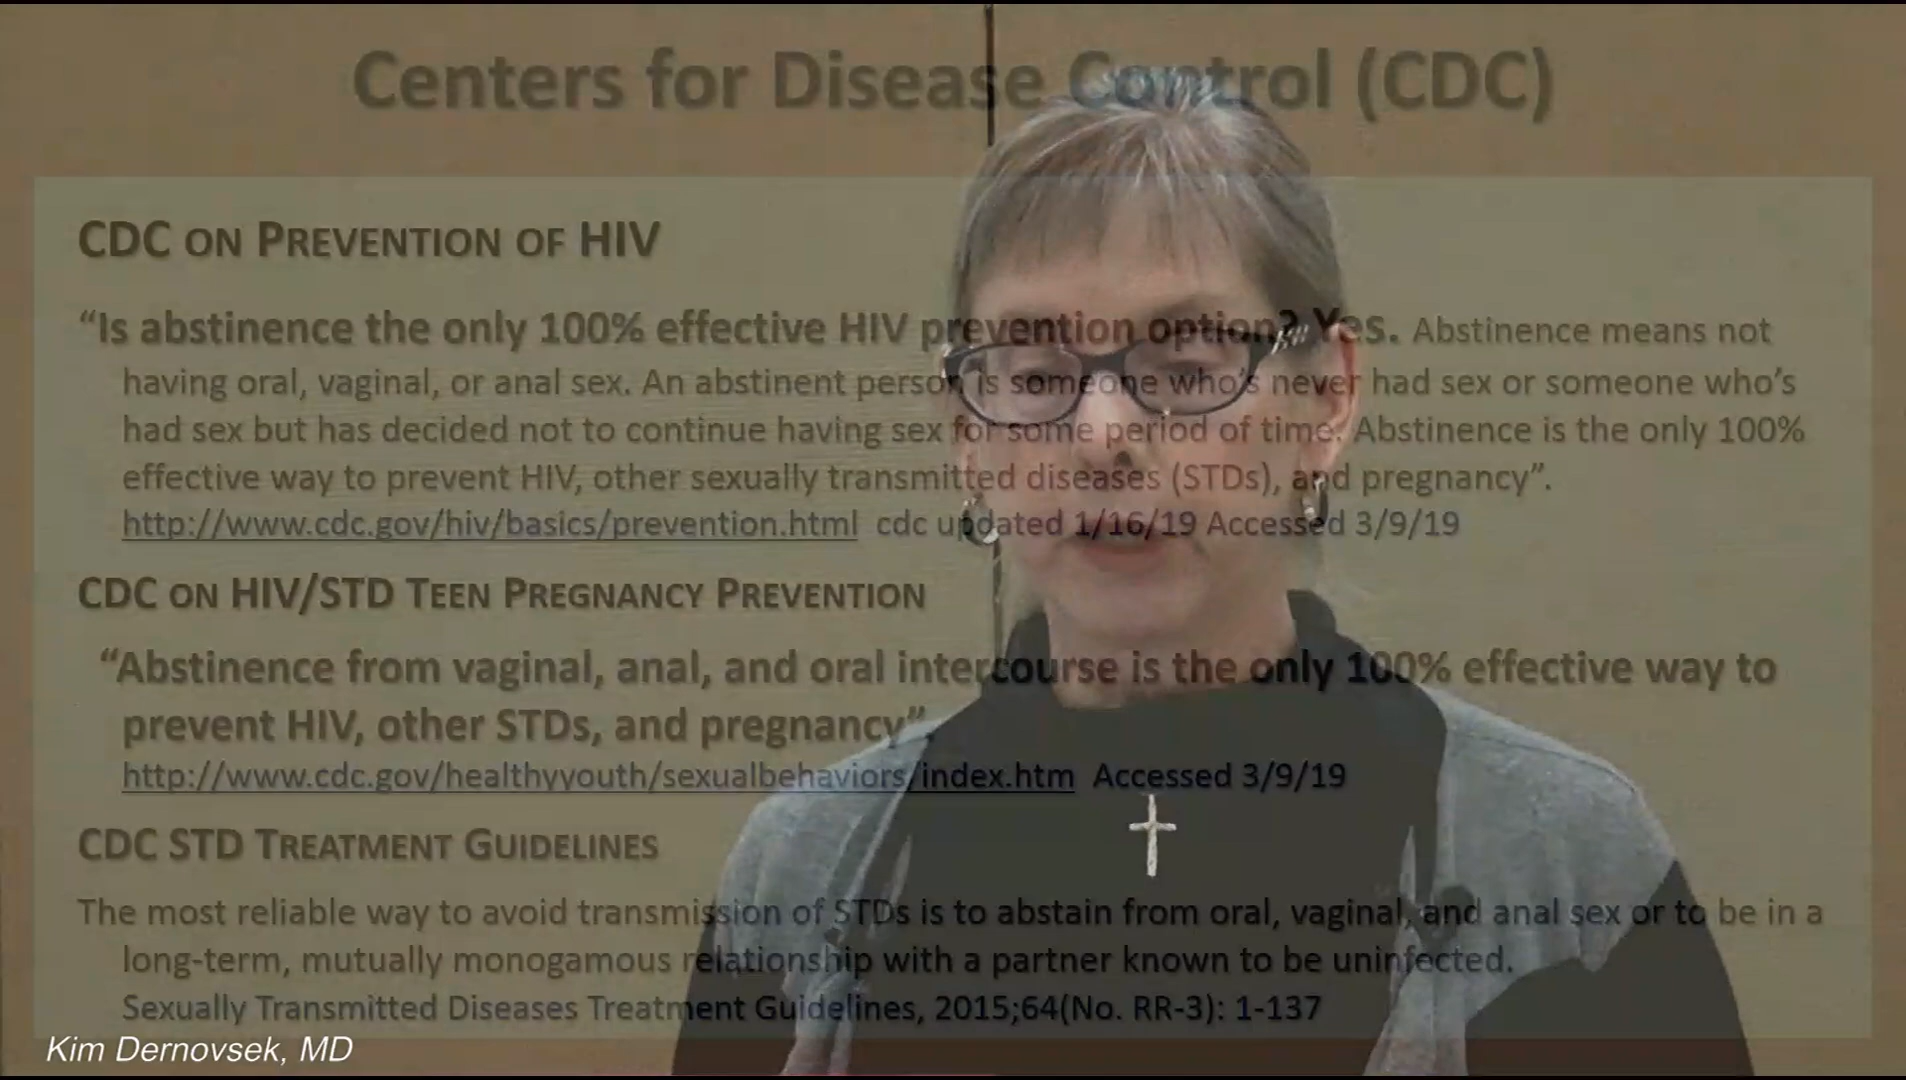 Centers for Disease Control (CDC)
CDC ON PREVENTION OF HIV
“Is abstinence the only 100% effective HIV prevention option? Yes. Abstinence means not
having oral, vaginal, or anal sex. An abstinent person is someone who’s never had sex or someone who’s
had sex but has decided not to continue having sex for some period of time. Abstinence is the only 100%
effective way to prevent HIV, other sexually transmitted diseases (STDs), and pregnancy”.
http://www.cdc.gov/hiv/basics/prevention.html cdc updated 1/16/19 Accessed 3/9/19
CDC ON HIV/STD TEEN PREGNANCY PREVENTION
“Abstinence from vaginal, anal, and oral intercourse is the only 100% effective way to
prevent HIV, other STDs, and pregnancy”.
http://www.cdc.gov/healthyyouth/sexualbehaviors/index.htm Accessed 3/9/19
CDC STD TREATMENT GUIDELINES
The most reliable way to avoid transmission of STDs is to abstain from oral, vaginal, and anal sex or to be in a
long-term, mutually monogamous relationship with a partner known to be uninfected.
Sexually Transmitted Diseases Treatment Guidelines, 2015;64(No. RR-3): 1-137
Kim Dernovsek, MD